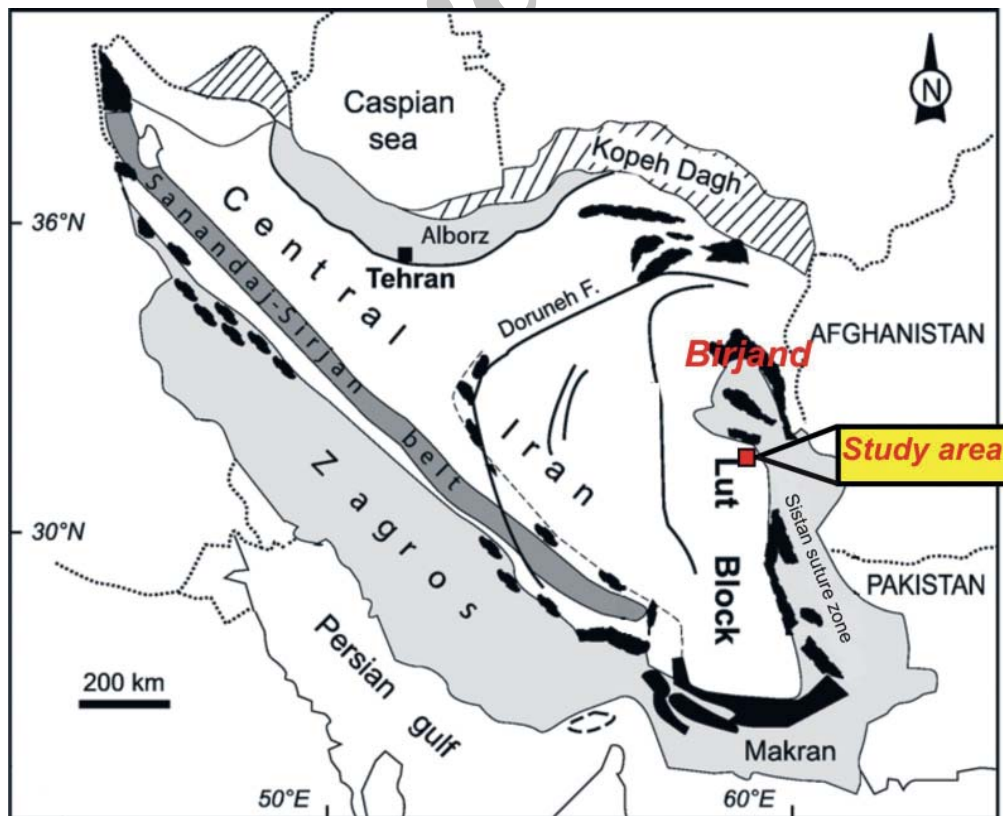 Caspian
sea
N
Kopeh Dagh
36°N
Alborz
Tehran
Central
Sanandaj-Sirjan
belt
Doruneh F.
AFGHANISTAN
Birjand
Iran
Study area
Lut
Block
Zagros
Sistan suture zone
30°N
PAKISTAN
Persian
gulf
200 km
Makran
50°E
60°E